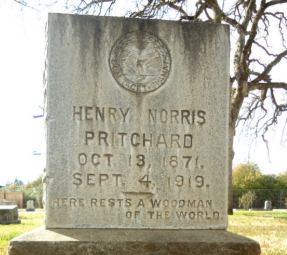 HENRY NORRIS
PRITCHARD
OCT. 13, 1871.
SEPT. 4, 1919.
HERE RESTS A WOODMAN
OF THE WORLD.